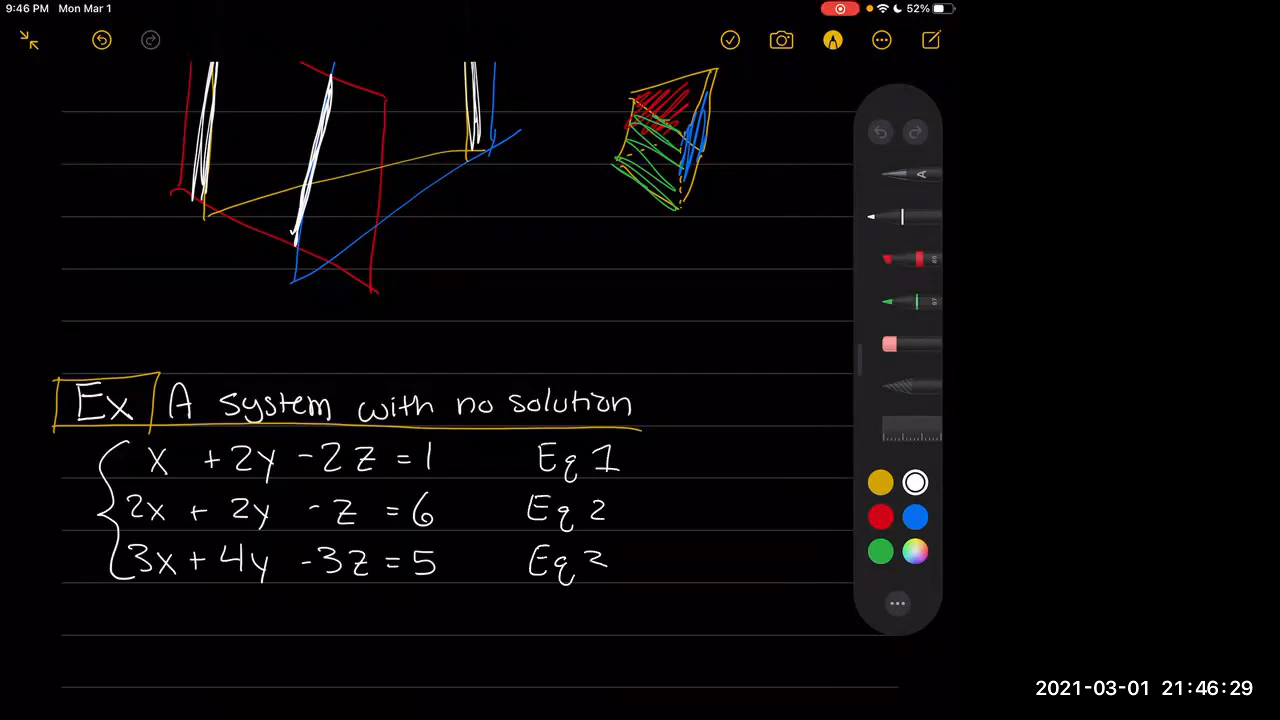 9:46 PM Mon Mar 1
52%
Ex A system with no solution
x + 2y - 2z = 1 Eq 1
2x + 2y - z = 6 Eq 2
3x + 4y - 3z = 5 Eq 3
2021-03-01 21:46:29